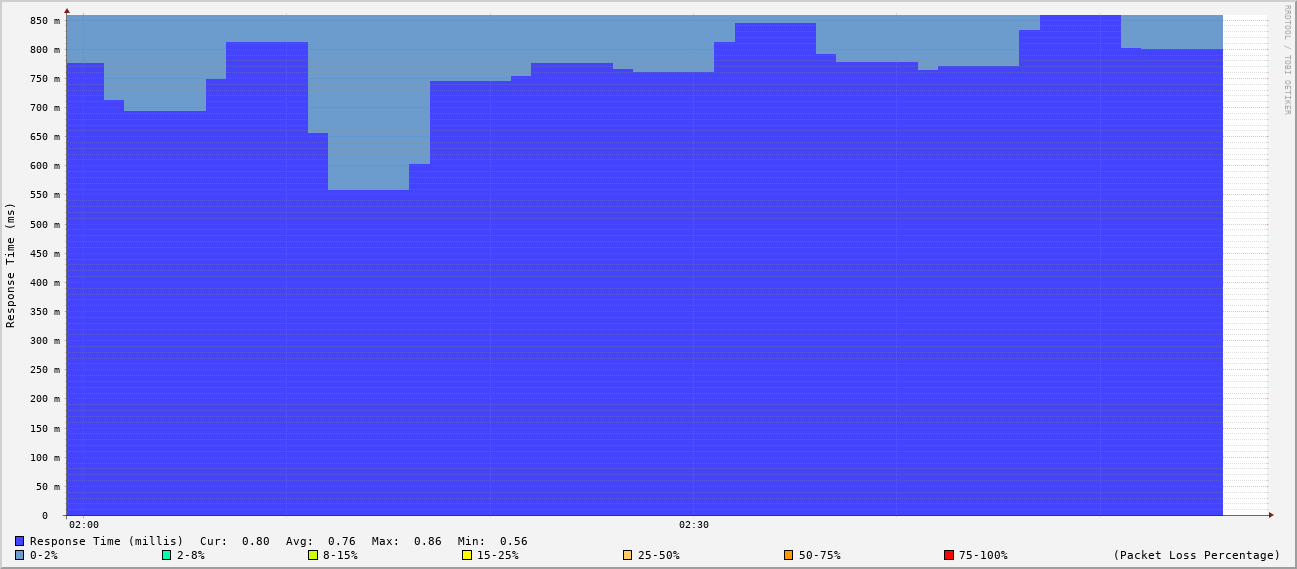 RRDTOOL / TOBI OETIKER
Response Time (ms)
850 m
800 m
750 m
700 m
650 m
600 m
550 m
500 m
450 m
400 m
350 m
300 m
250 m
200 m
150 m
100 m
50 m
0
02:00 02:30
Response Time (millis) Cur: 0.80 Avg: 0.76 Max: 0.86 Min: 0.56
0-2% 2-8% 8-15% 15-25% 25-50% 50-75% 75-100% (Packet Loss Percentage)